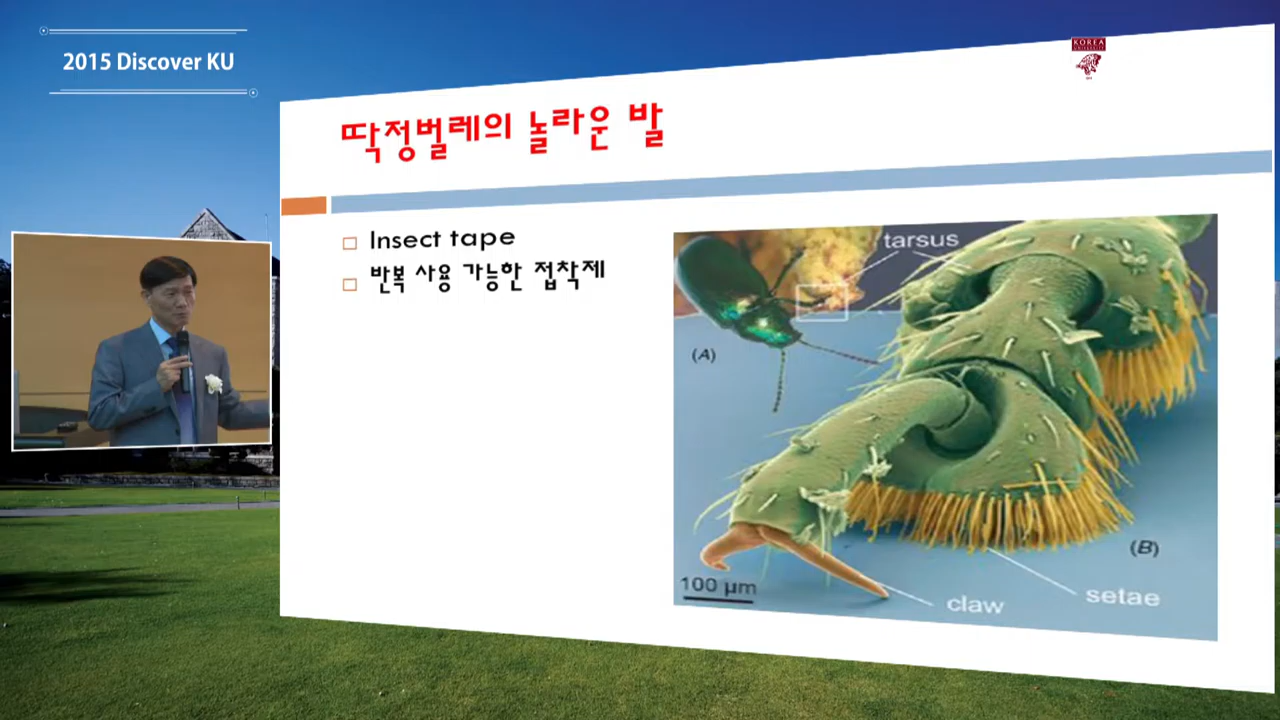 2015 Discover KU
KOREA
UNIVERSITY
딱정벌레의 놀라운 발
Insect tape
반복 사용 가능한 접착제
tarsus
(A)
(B)
100 µm
claw
setae